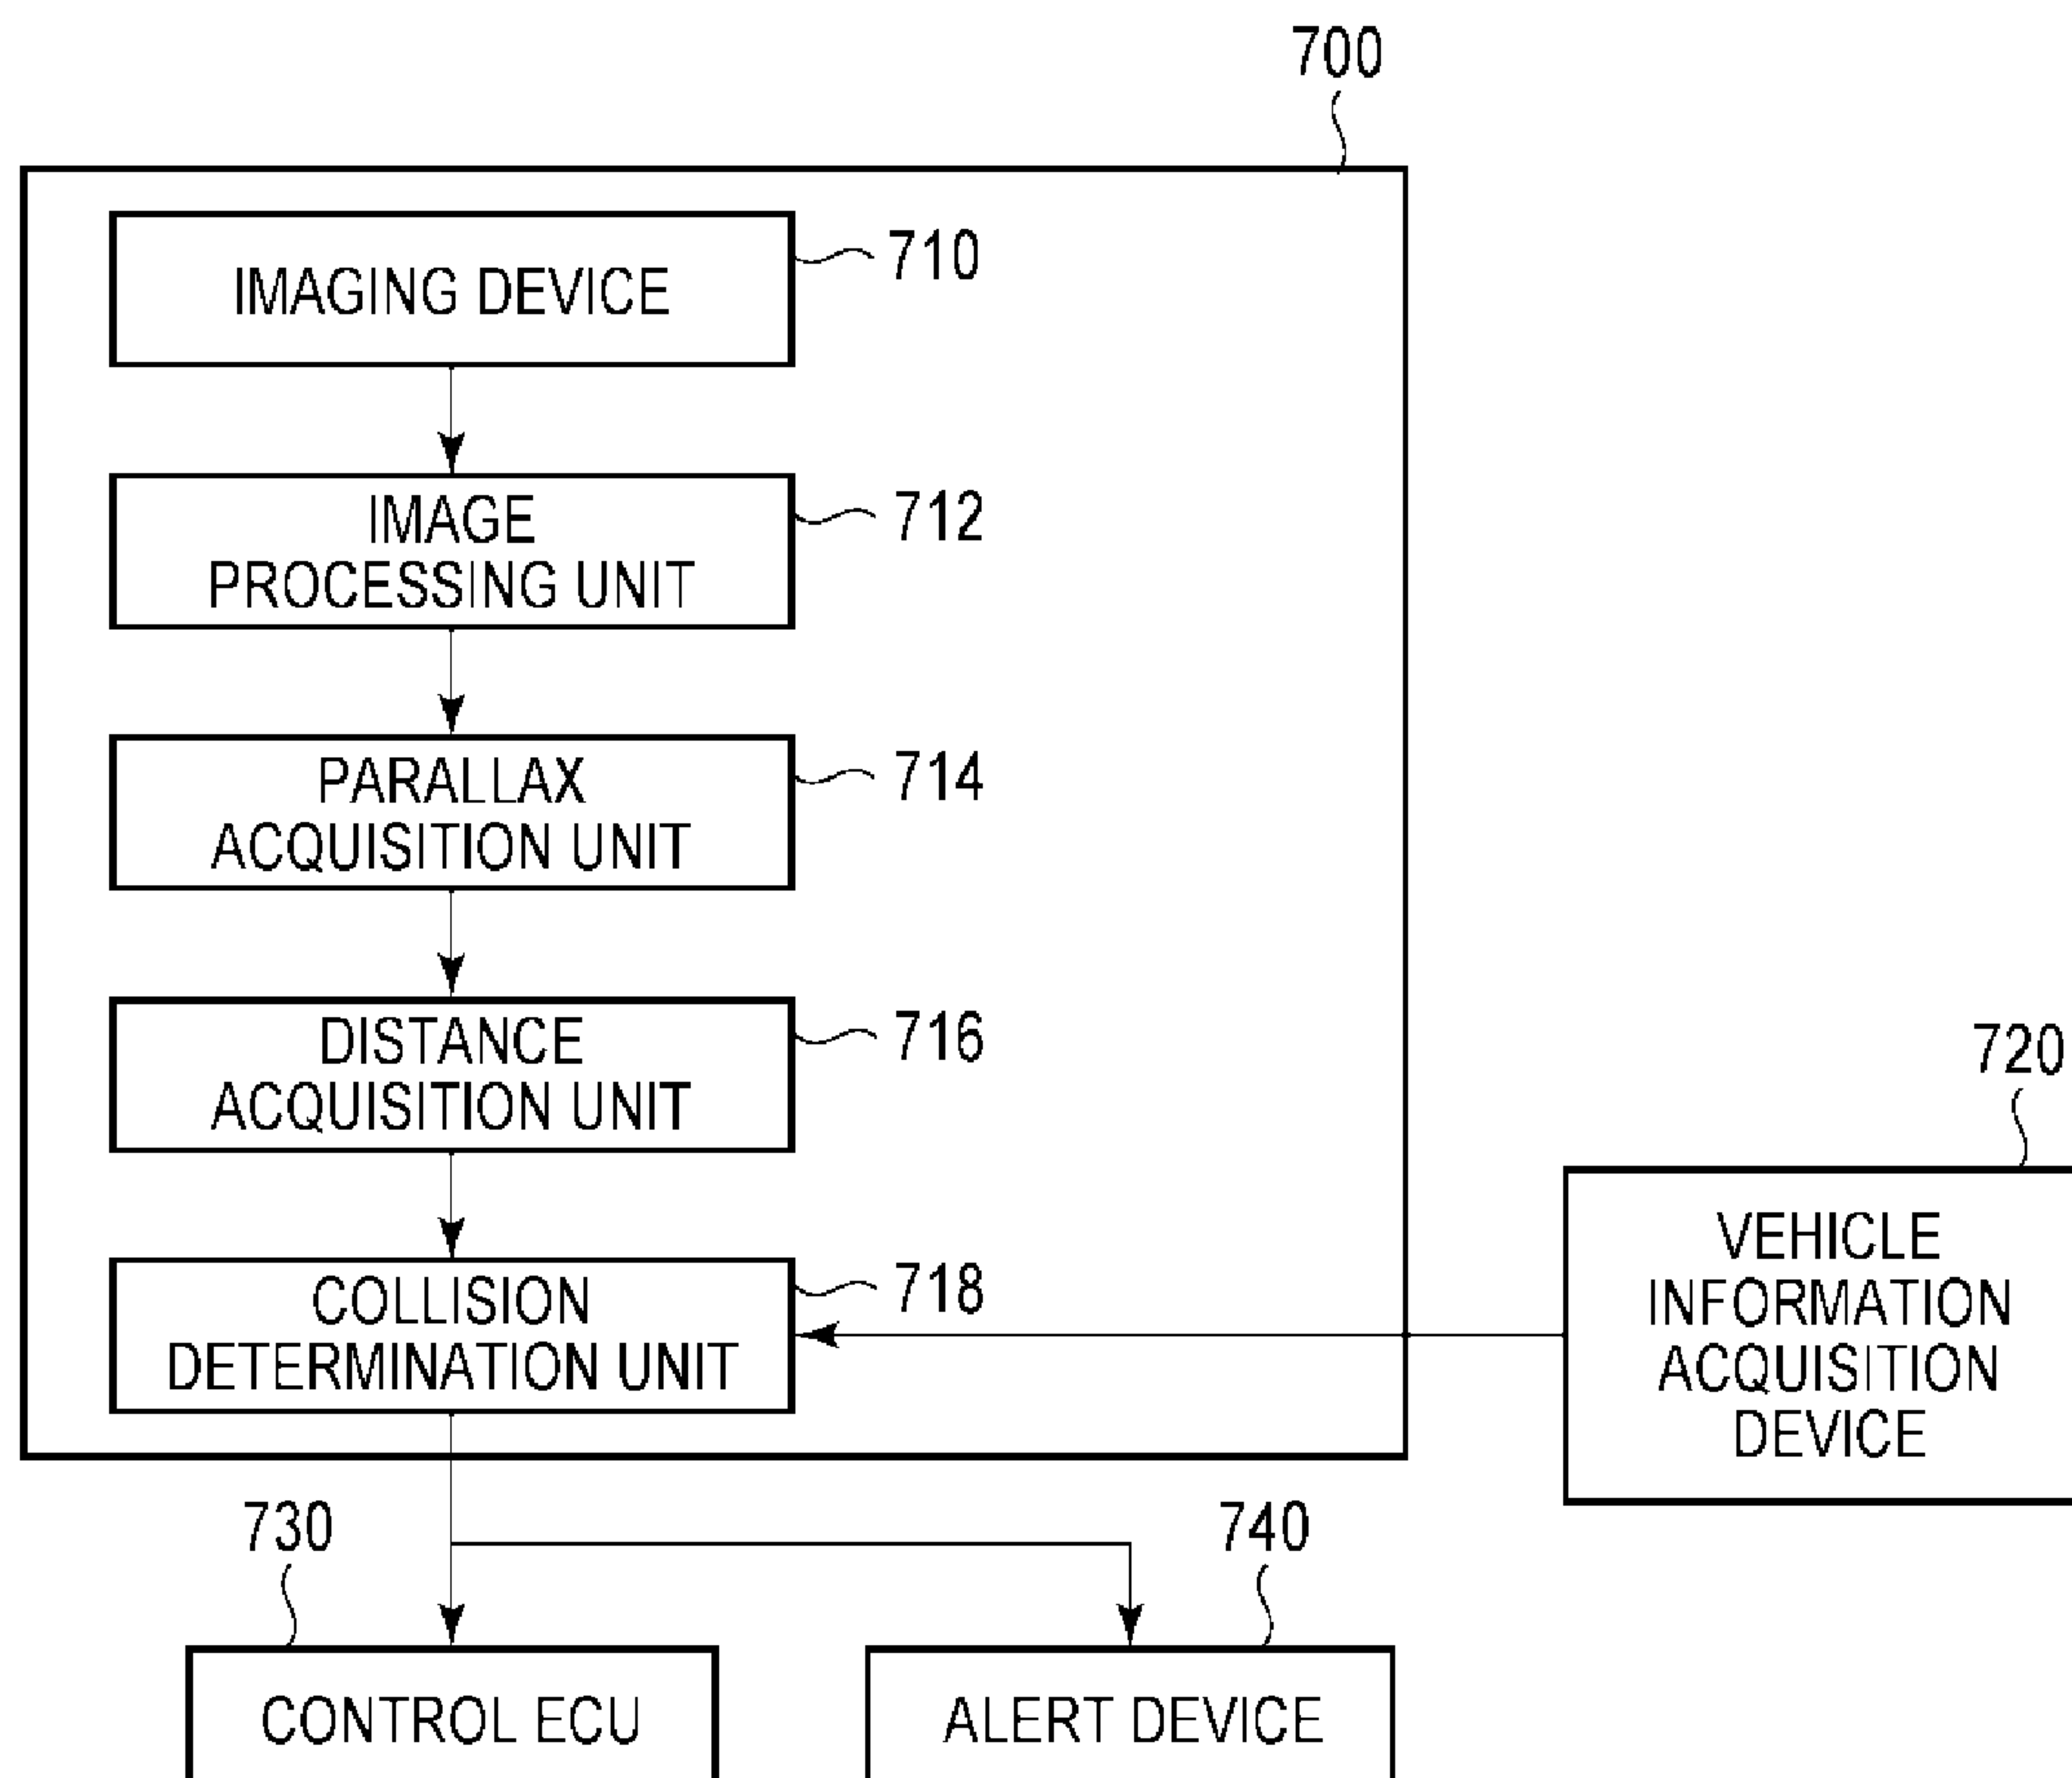 700
IMAGING DEVICE
710
IMAGE
PROCESSING UNIT
712
PARALLAX
ACQUISITION UNIT
714
DISTANCE
ACQUISITION UNIT
716
COLLISION
DETERMINATION UNIT
718
720
VEHICLE
INFORMATION
ACQUISITION
DEVICE
730
CONTROL ECU
740
ALERT DEVICE